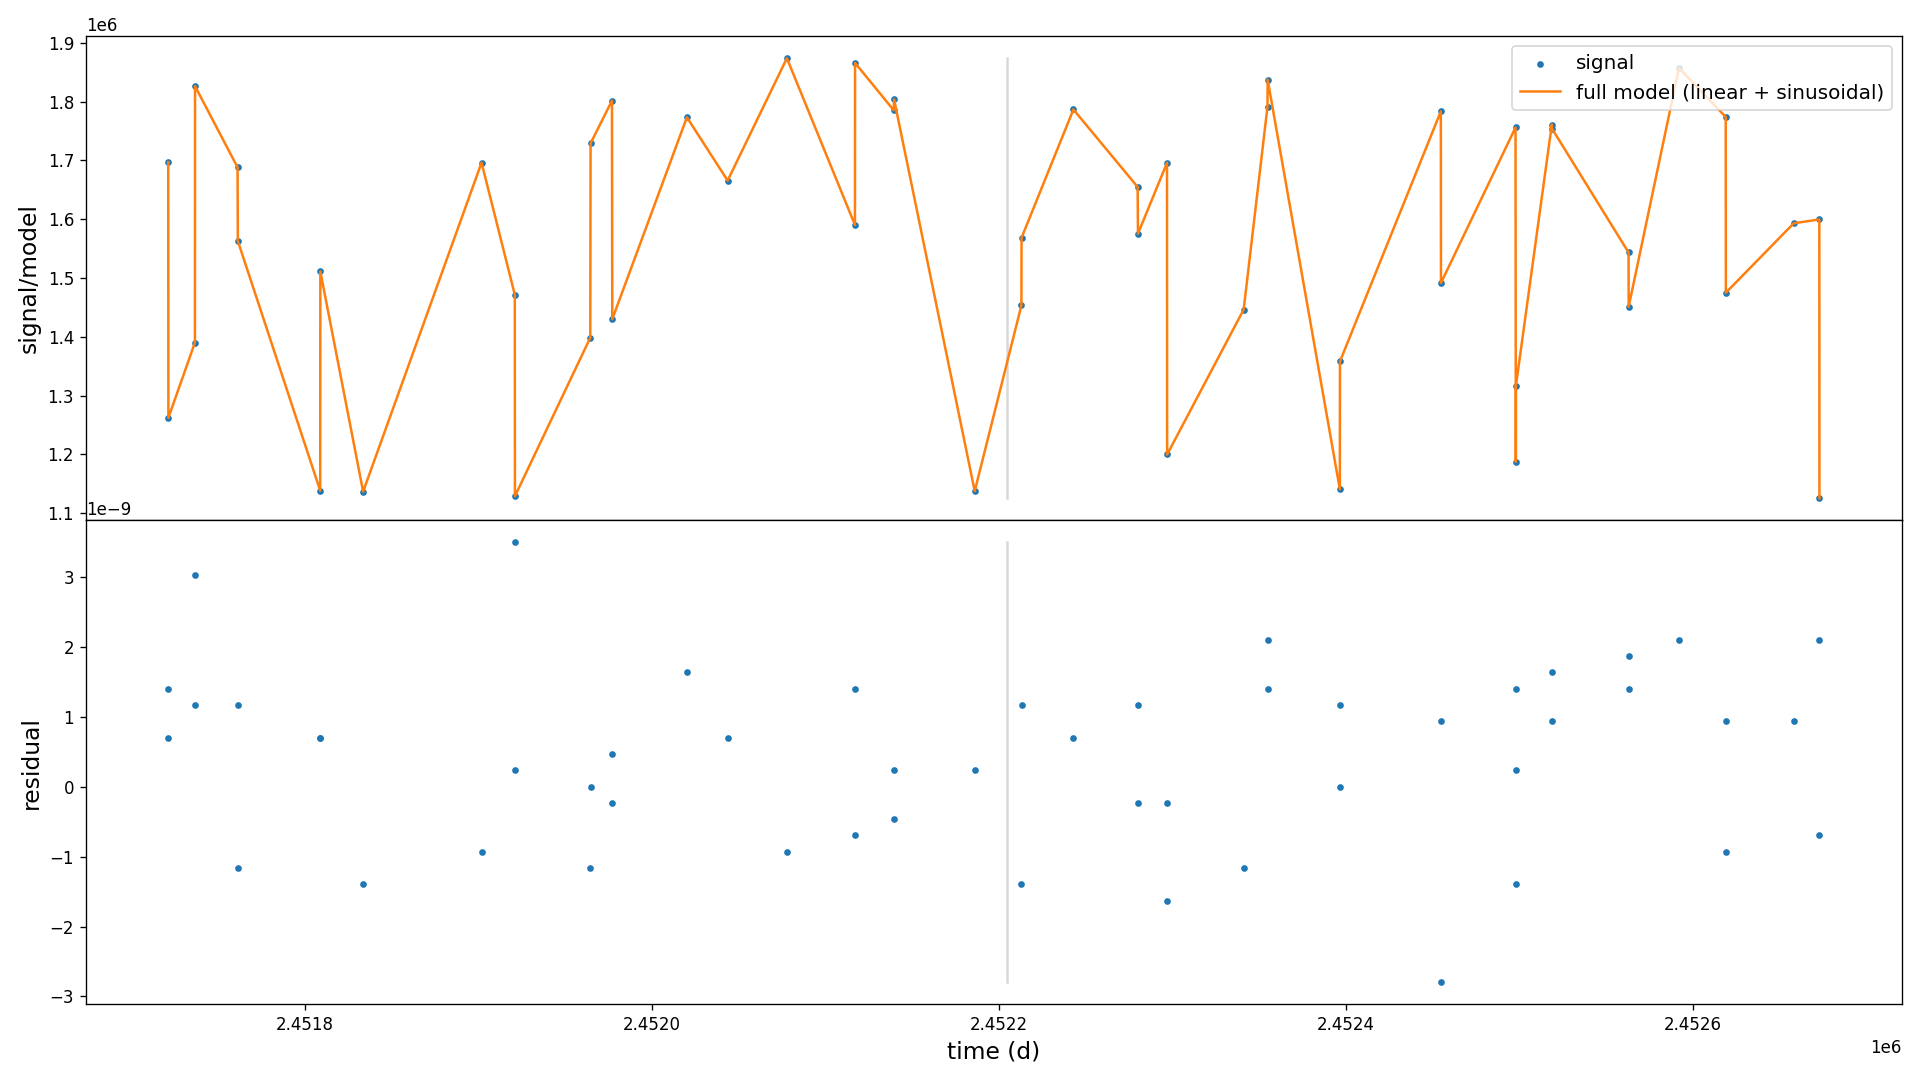 1e6
1.9
1.8
1.7
1.6
1.5
1.4
1.3
1.2
1.1
signal/model
signal
full model (linear + sinusoidal)
1e−9
3
2
1
0
−1
−2
−3
residual
2.4518
2.4520
2.4522
2.4524
2.4526
time (d)
1e6